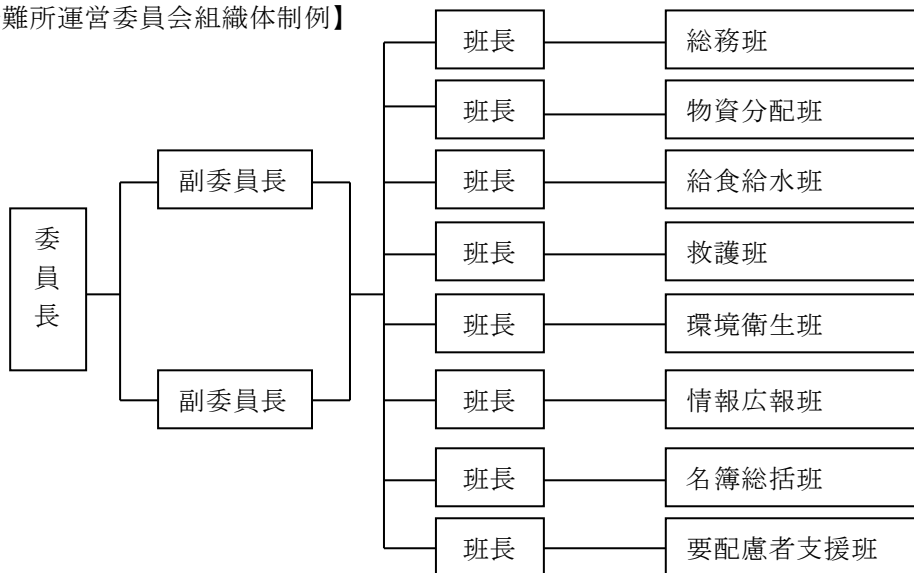 難所運営委員会組織体制例】
班長 総務班
班長 物資分配班
副委員長 班長 給食給水班
委員長 班長 救護班
班長 環境衛生班
副委員長 班長 情報広報班
班長 名簿総括班
班長 要配慮者支援班